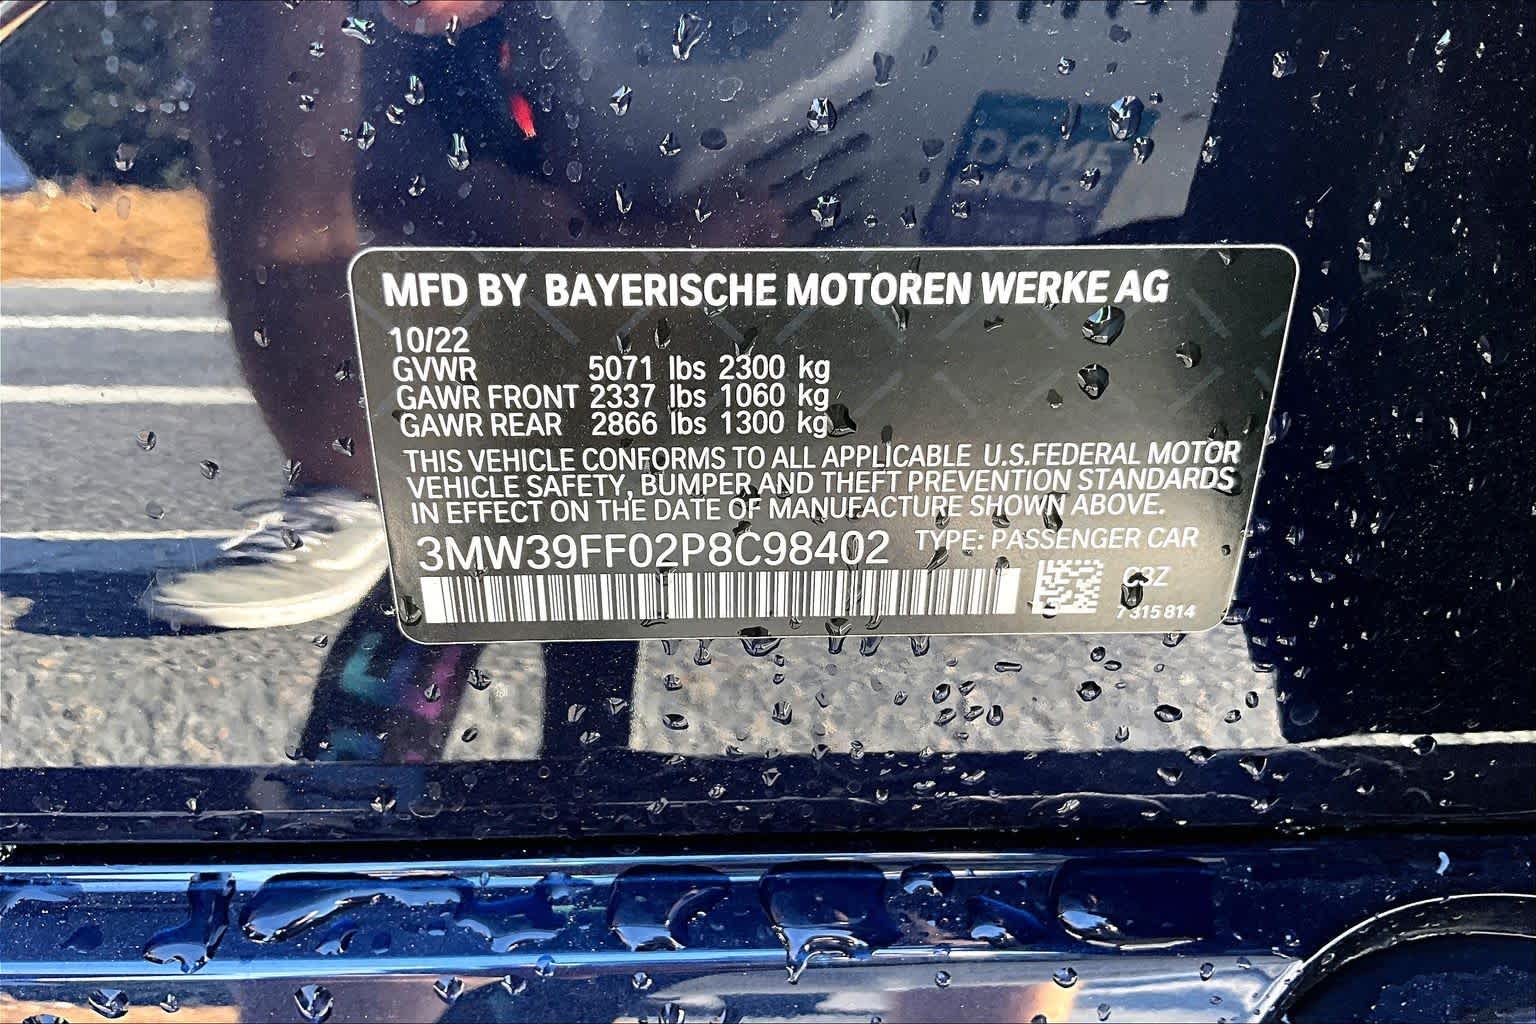 DONE
MFD BY BAYERISCHE MOTOREN WERKE AG
10/22
GVWR 5071 lbs 2300 kg
GAWR FRONT 2337 lbs 1060 kg
GAWR REAR 2866 lbs 1300 kg
THIS VEHICLE CONFORMS TO ALL APPLICABLE U.S.FEDERAL MOTOR
VEHICLE SAFETY, BUMPER AND THEFT PREVENTION STANDARDS
IN EFFECT ON THE DATE OF MANUFACTURE SHOWN ABOVE.
3MW39FF02P8C98402 TYPE: PASSENGER CAR
7 315 814